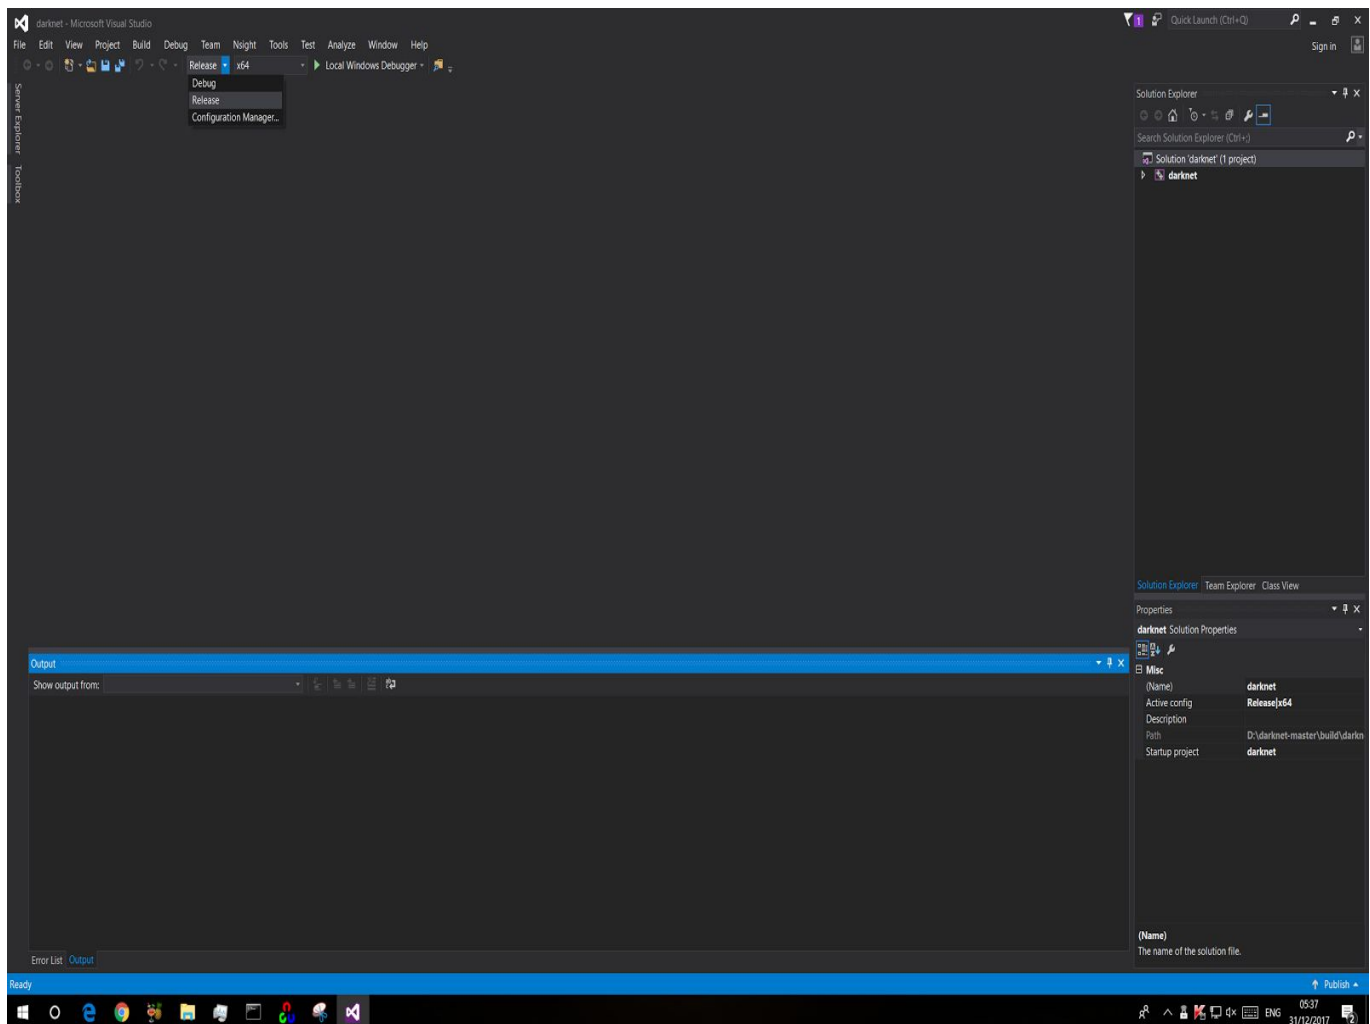 darknet - Microsoft Visual Studio
1 Quick Launch (Ctrl+Q)
File Edit View Project Build Debug Team Nsight Tools Test Analyze Window Help
Sign in
Release x64 Local Windows Debugger
Debug
Release
Configuration Manager...
Server Explorer
Toolbox
Solution Explorer
Search Solution Explorer (Ctrl+;)
Solution 'darknet' (1 project)
darknet
Solution Explorer Team Explorer Class View
Properties
darknet Solution Properties
Misc
(Name) darknet
Active config Release|x64
Description
Path D:\darknet-master\build\darkn
Startup project darknet
(Name)
The name of the solution file.
Output
Show output from:
Error List Output
Ready
Publish
ENG
05:37
31/12/2017
2